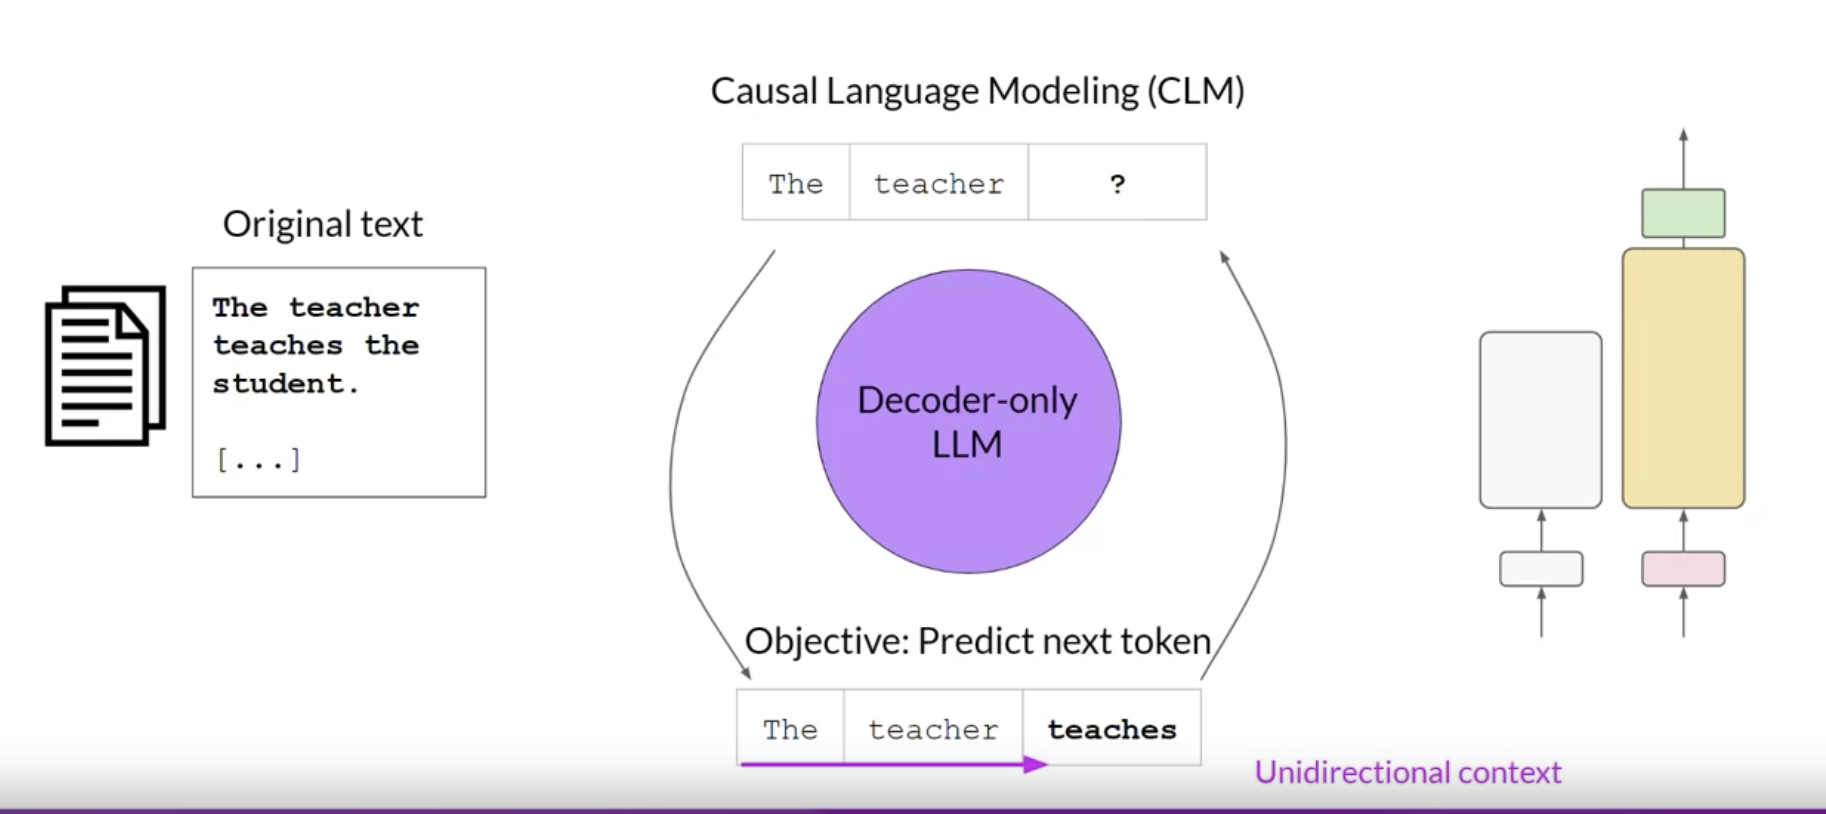 Causal Language Modeling (CLM)
The teacher ?
Original text
The teacher
teaches the
student.
[...]
Decoder-only
LLM
Objective: Predict next token
The teacher teaches
Unidirectional context